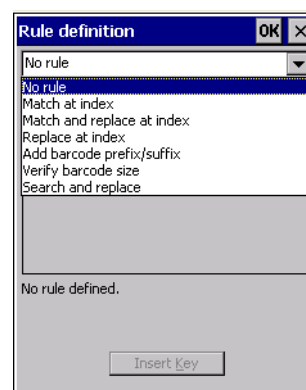 Rule definition OK ×
No rule
No rule
Match at index
Match and replace at index
Replace at index
Add barcode prefix/suffix
Verify barcode size
Search and replace
No rule defined.
Insert Key